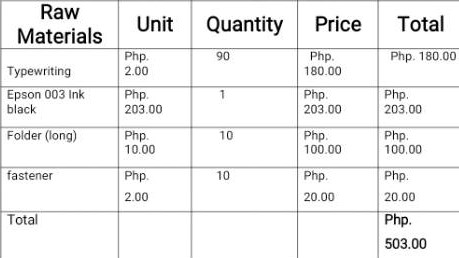 Raw Materials Unit Quantity Price Total
Typewriting Php. 2.00 90 Php. 180.00 Php. 180.00
Epson 003 Ink black Php. 203.00 1 Php. 203.00 Php. 203.00
Folder (long) Php. 10.00 10 Php. 100.00 Php. 100.00
fastener Php. 2.00 10 Php. 20.00 Php. 20.00
Total Php. 503.00